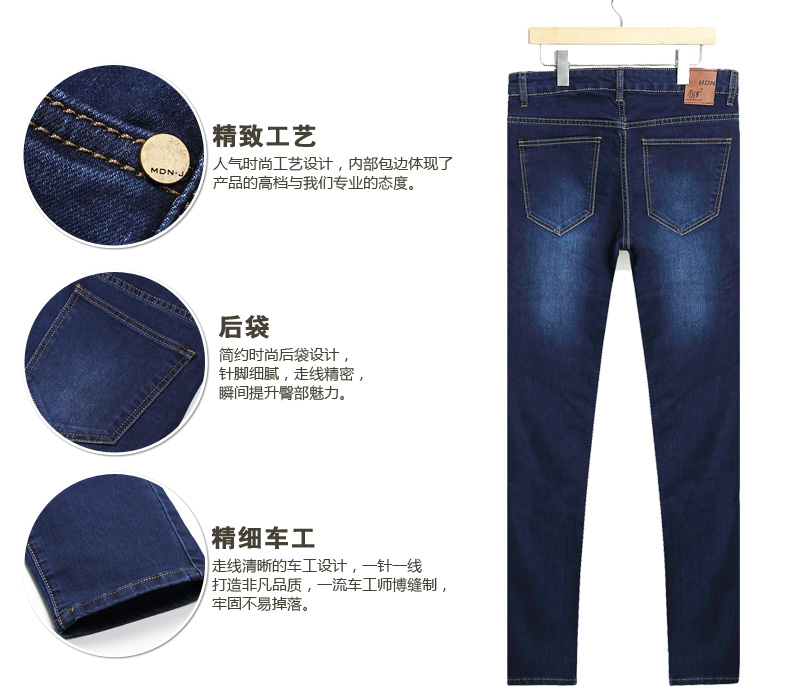 MDN-J
精致工艺
人气时尚工艺设计，内部包边体现了
产品的高档与我们专业的态度。
后袋
简约时尚后袋设计，
针脚细腻，走线精密，
瞬间提升臀部魅力。
精细车工
走线清晰的车工设计，一针一线
打造非凡品质，一流车工师博缝制，
牢固不易掉落。
MDN